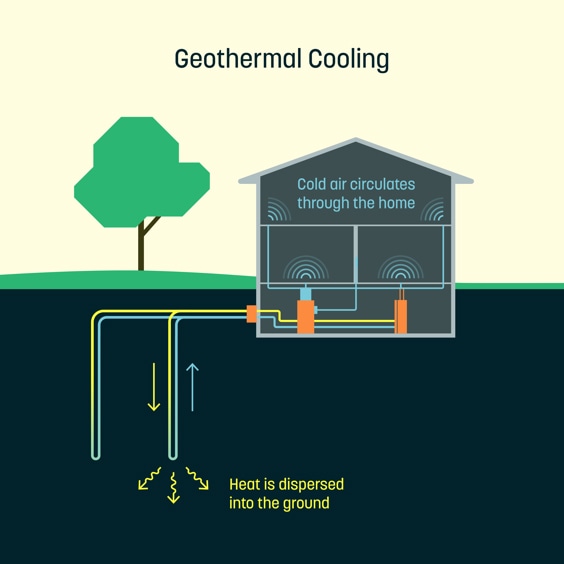 Geothermal Cooling
Cold air circulates
through the home
Heat is dispersed
into the ground